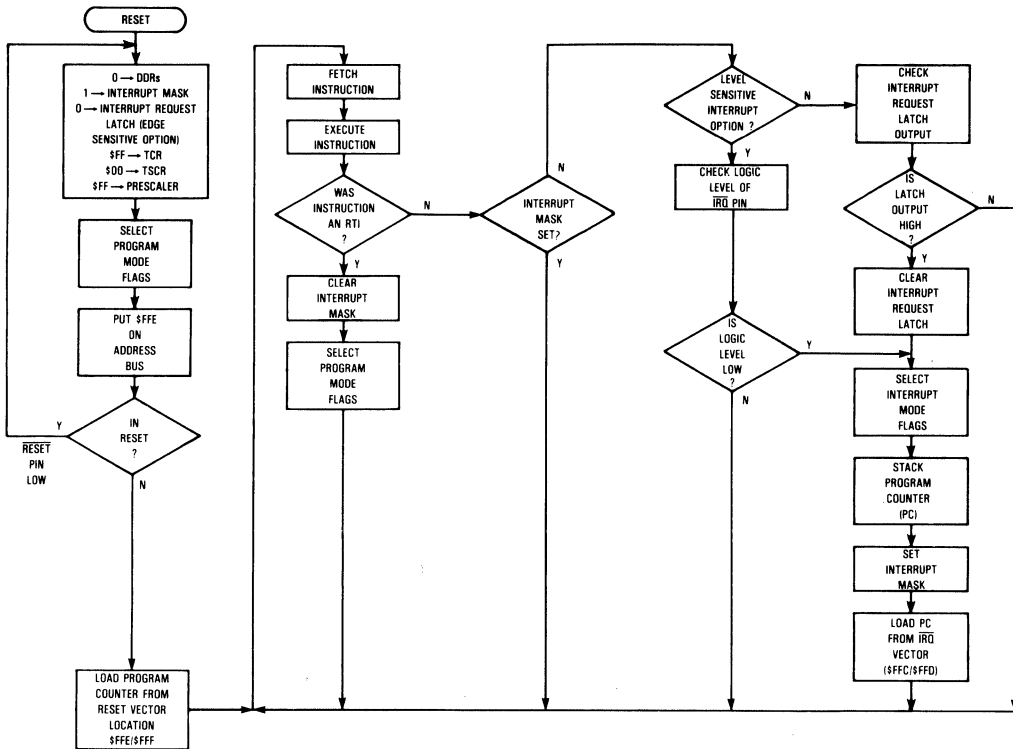 RESET
0 → DDRs
1 → INTERRUPT MASK
0 → INTERRUPT REQUEST
LATCH (EDGE
SENSITIVE OPTION)
$FF → TCR
$00 → TSCR
$FF → PRESCALER
SELECT
PROGRAM
MODE
FLAGS
PUT $FFE
ON
ADDRESS
BUS
IN
RESET
?
Y
RESET
PIN
LOW
N
LOAD PROGRAM
COUNTER FROM
RESET VECTOR
LOCATION
$FFE/$FFF
FETCH
INSTRUCTION
EXECUTE
INSTRUCTION
WAS
INSTRUCTION
AN RTI
?
N
Y
CLEAR
INTERRUPT
MASK
SELECT
PROGRAM
MODE
FLAGS
INTERRUPT
MASK
SET?
N
Y
LEVEL
SENSITIVE
INTERRUPT
OPTION ?
N
Y
CHECK LOGIC
LEVEL OF
IRQ PIN
IS
LOGIC
LEVEL
LOW
?
Y
N
CHECK
INTERRUPT
REQUEST
LATCH
OUTPUT
IS
LATCH
OUTPUT
HIGH
?
N
Y
CLEAR
INTERRUPT
REQUEST
LATCH
SELECT
INTERRUPT
MODE
FLAGS
STACK
PROGRAM
COUNTER
(PC)
SET
INTERRUPT
MASK
LOAD PC
FROM IRQ
VECTOR
($FFC/$FFD)